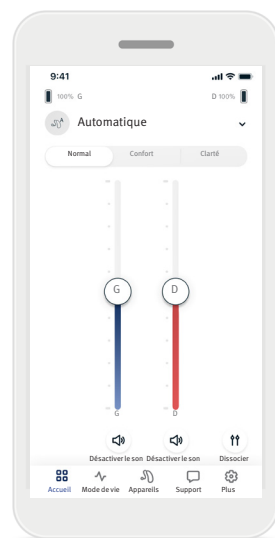 9:41
100% G D 100%
Automatique
Normal Confort Clarté
G D
G D
Désactiver le son Désactiver le son Dissocier
Accueil Mode de vie Appareils Support Plus